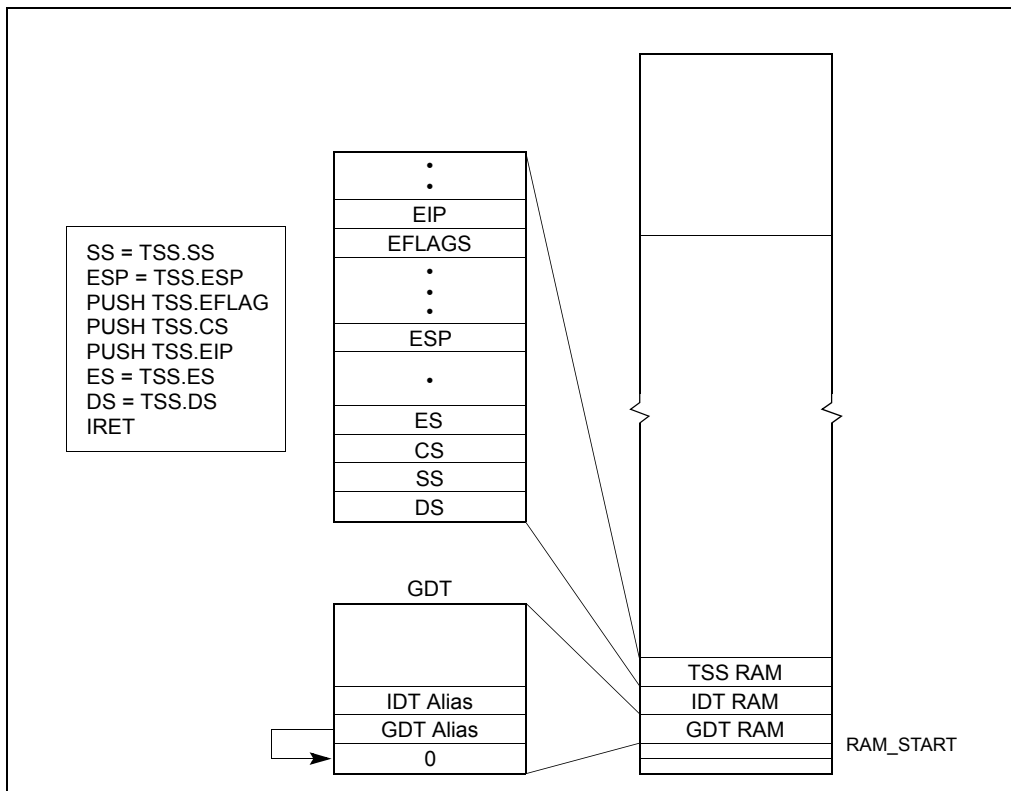 SS = TSS.SS
ESP = TSS.ESP
PUSH TSS.EFLAG
PUSH TSS.CS
PUSH TSS.EIP
ES = TSS.ES
DS = TSS.DS
IRET
EIP
EFLAGS
ESP
ES
CS
SS
DS
GDT
IDT Alias
GDT Alias
0
TSS RAM
IDT RAM
GDT RAM
RAM_START